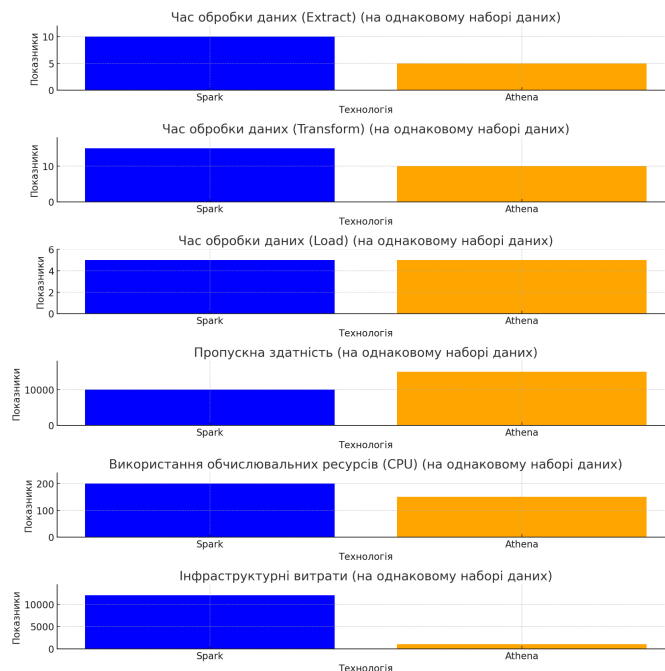 Час обробки даних (Extract) (на однаковому наборі даних)
Показники
10
5
0
Spark
Athena
Технологія
Час обробки даних (Transform) (на однаковому наборі даних)
Показники
10
0
Spark
Athena
Технологія
Час обробки даних (Load) (на однаковому наборі даних)
Показники
6
4
2
0
Spark
Athena
Технологія
Пропускна здатність (на однаковому наборі даних)
Показники
10000
0
Spark
Athena
Технологія
Використання обчислювальних ресурсів (CPU) (на однаковому наборі даних)
Показники
200
100
0
Spark
Athena
Технологія
Інфраструктурні витрати (на однаковому наборі даних)
Показники
10000
5000
0
Spark
Athena
Технологія